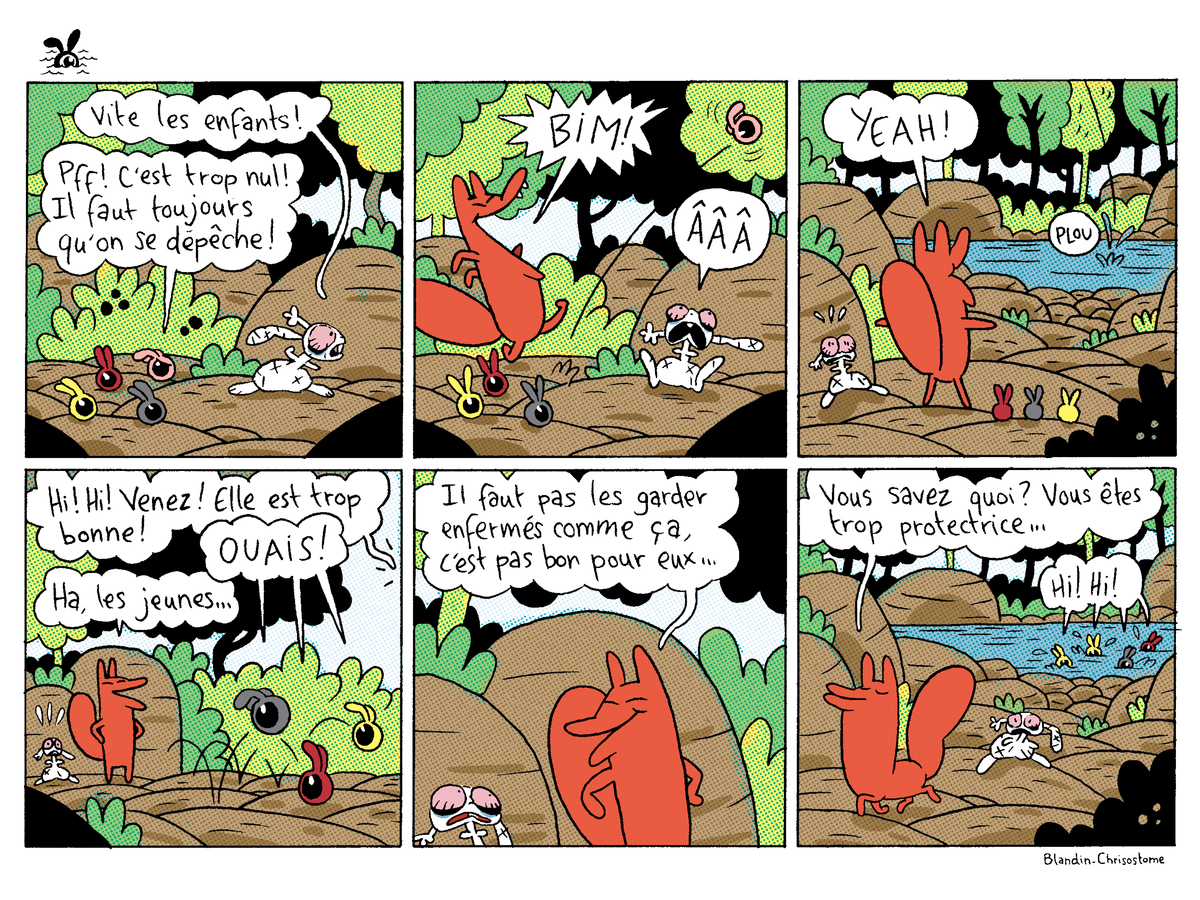 Vite les enfants!
Pff! C'est trop nul!
Il faut toujours
qu'on se dépêche!
BIM!
ÂÂÂ
YEAH!
PLOU
Hi! Hi! Venez! Elle est trop
bonne!
OUAIS!
Ha, les jeunes...
Il faut pas les garder
enfermés comme ça,
c'est pas bon pour eux...
Vous savez quoi? Vous êtes
trop protectrice...
Hi! Hi!
Blandin-Chrisostome